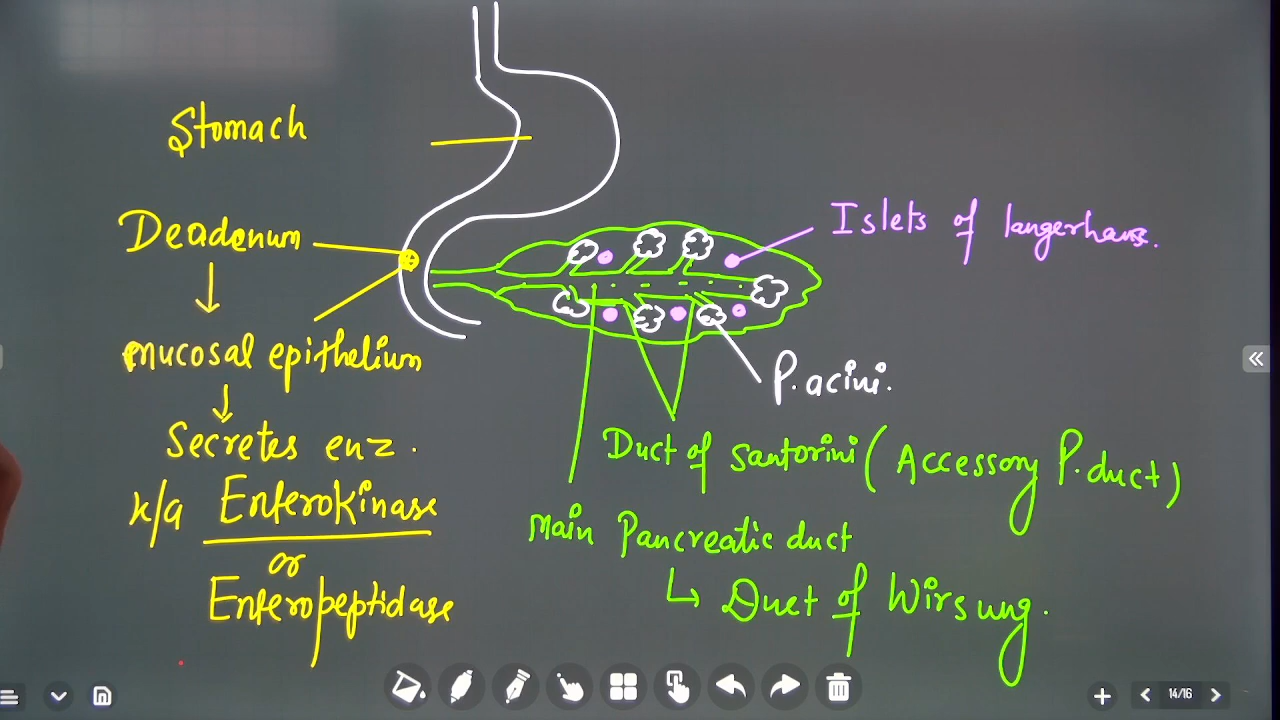 Stomach
Deadenum
mucosal epithelium
Secretes enz.
k/a Enterokinase
or
Enteropeptidase
Islets of langerhans.
P. acini.
Duct of Santorini (Accessory P. duct)
Main Pancreatic duct
↳ Duct of Wirsung.
14/16